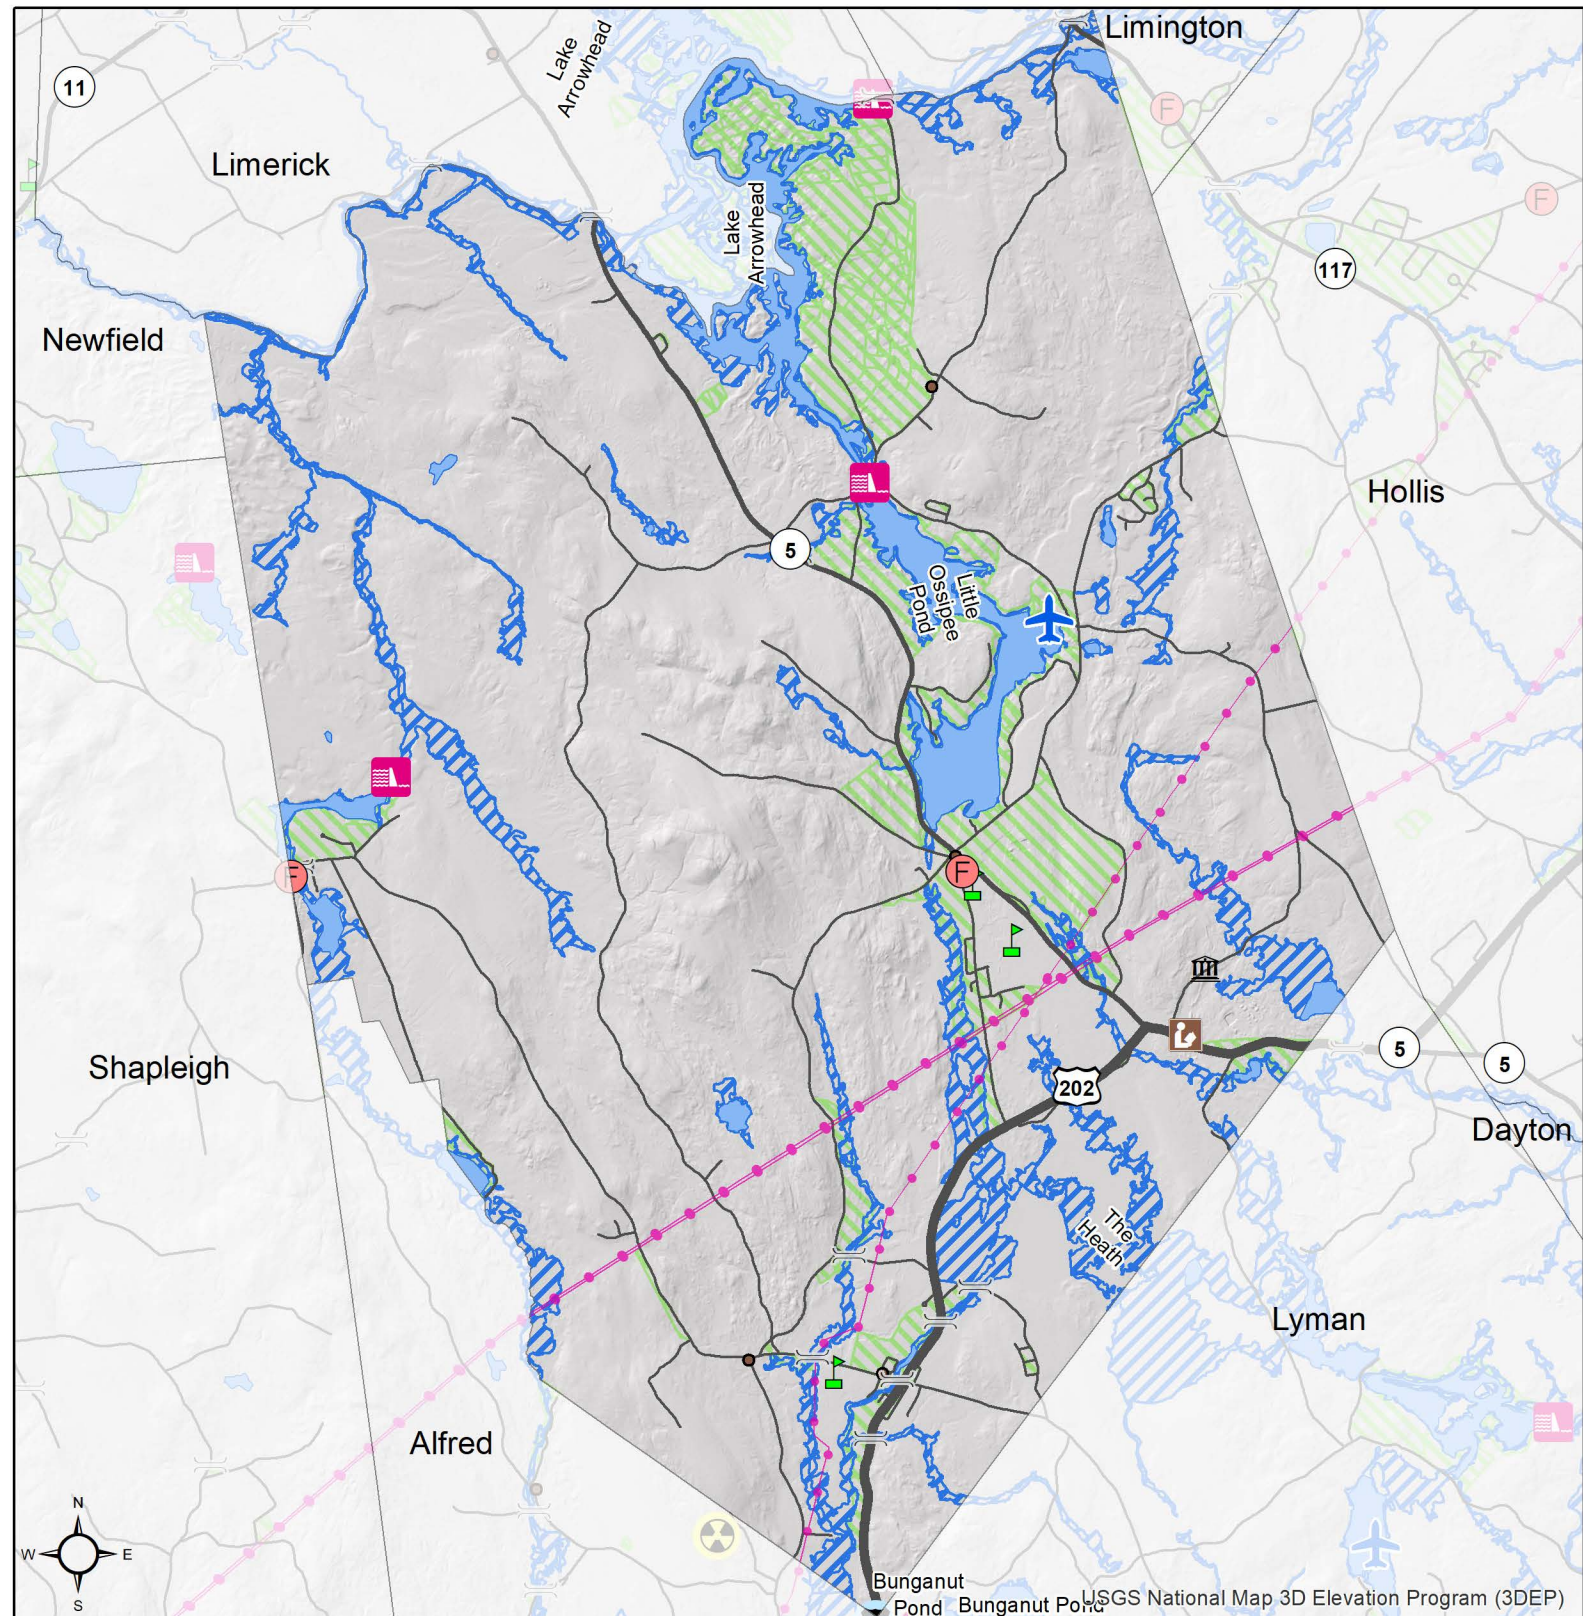 Limington
Lake
Arrowhead
11
F
Limerick
F
Lake
Arrowhead
117
Newfield
Hollis
5
Little
Ossipee
Pond
F
F
Shapleigh
5
5
202
Dayton
The
Heath
Lyman
Alfred
N
W E
S
Bunganut
Pond
Bunganut Pond
USGS National Map 3D Elevation Program (3DEP)